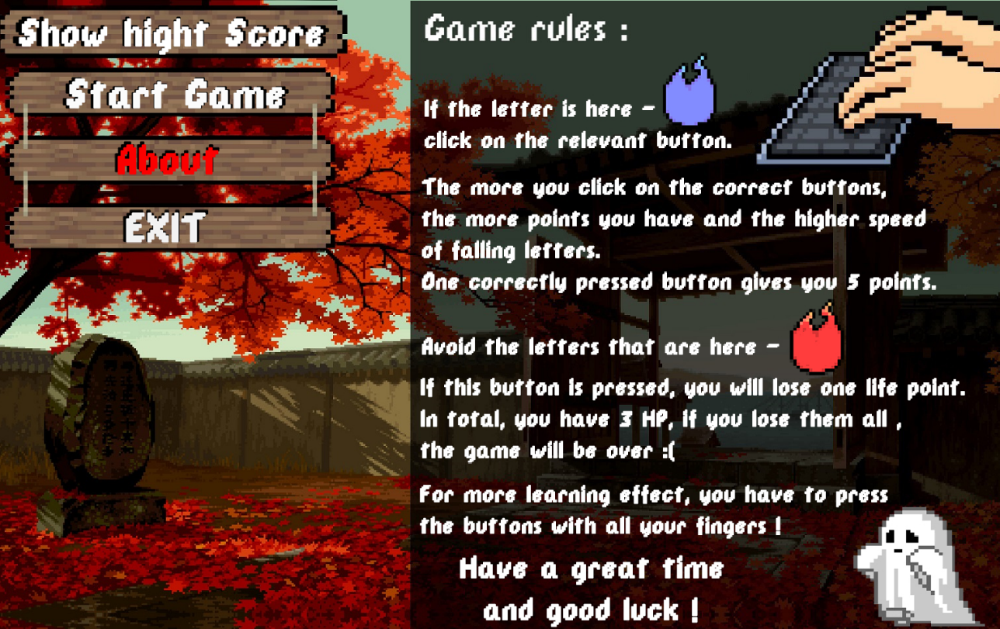 Show hight Score
Start Game
About
EXIT
Game rules :
If the letter is here -
click on the relevant button.
The more you click on the correct buttons,
the more points you have and the higher speed
of falling letters.
One correctly pressed button gives you 5 points.
Avoid the letters that are here -
If this button is pressed, you will lose one life point.
In total, you have 3 HP, if you lose them all ,
the game will be over :(
For more learning effect, you have to press
the buttons with all your fingers !
Have a great time
and good luck !